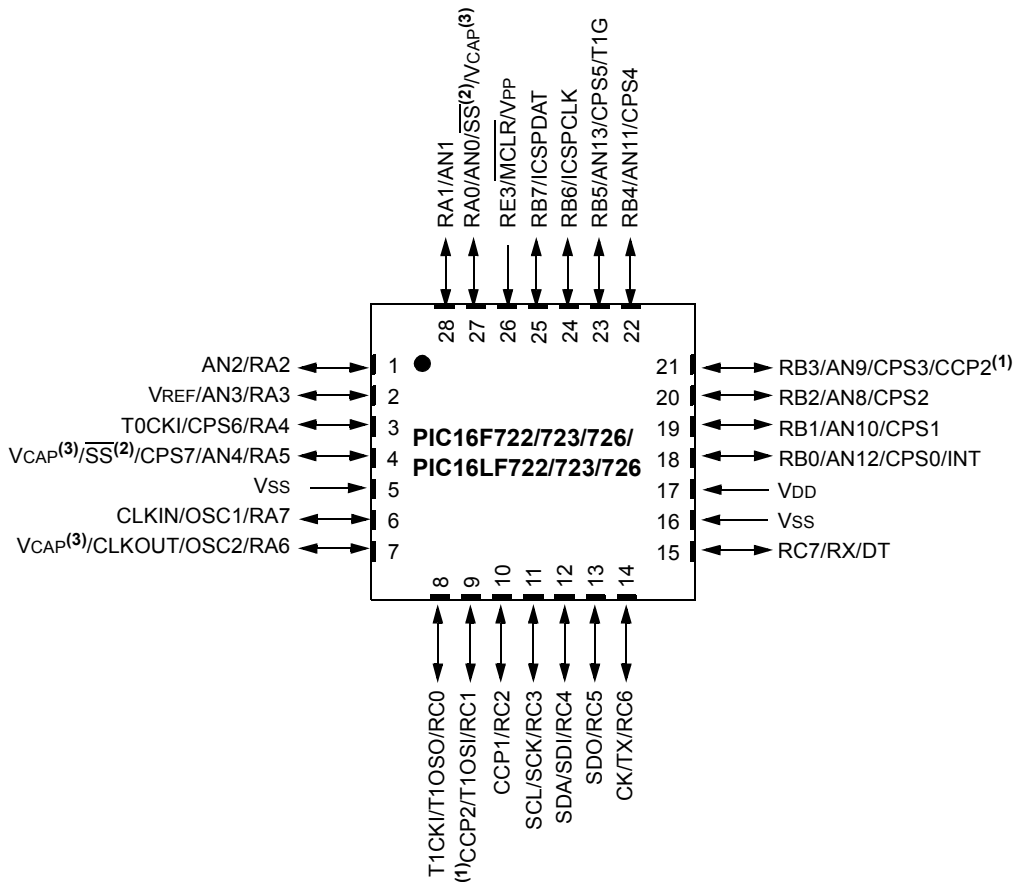 RA1/AN1
RA0/AN0/SS(2)/VCAP(3)
RE3/MCLR/VPP
RB7/ICSPDAT
RB6/ICSPCLK
RB5/AN13/CPS5/T1G
RB4/AN11/CPS4
28
27
26
25
24
23
22
AN2/RA2
1
VREF/AN3/RA3
2
T0CKI/CPS6/RA4
3
VCAP(3)/SS(2)/CPS7/AN4/RA5
4
VSS
5
CLKIN/OSC1/RA7
6
VCAP(3)/CLKOUT/OSC2/RA6
7
PIC16F722/723/726/
PIC16LF722/723/726
21
RB3/AN9/CPS3/CCP2(1)
20
RB2/AN8/CPS2
19
RB1/AN10/CPS1
18
RB0/AN12/CPS0/INT
17
VDD
16
VSS
15
RC7/RX/DT
8
9
10
11
12
13
14
T1CKI/T1OSO/RC0
(1)CCP2/T1OSI/RC1
CCP1/RC2
SCL/SCK/RC3
SDA/SDI/RC4
SDO/RC5
CK/TX/RC6